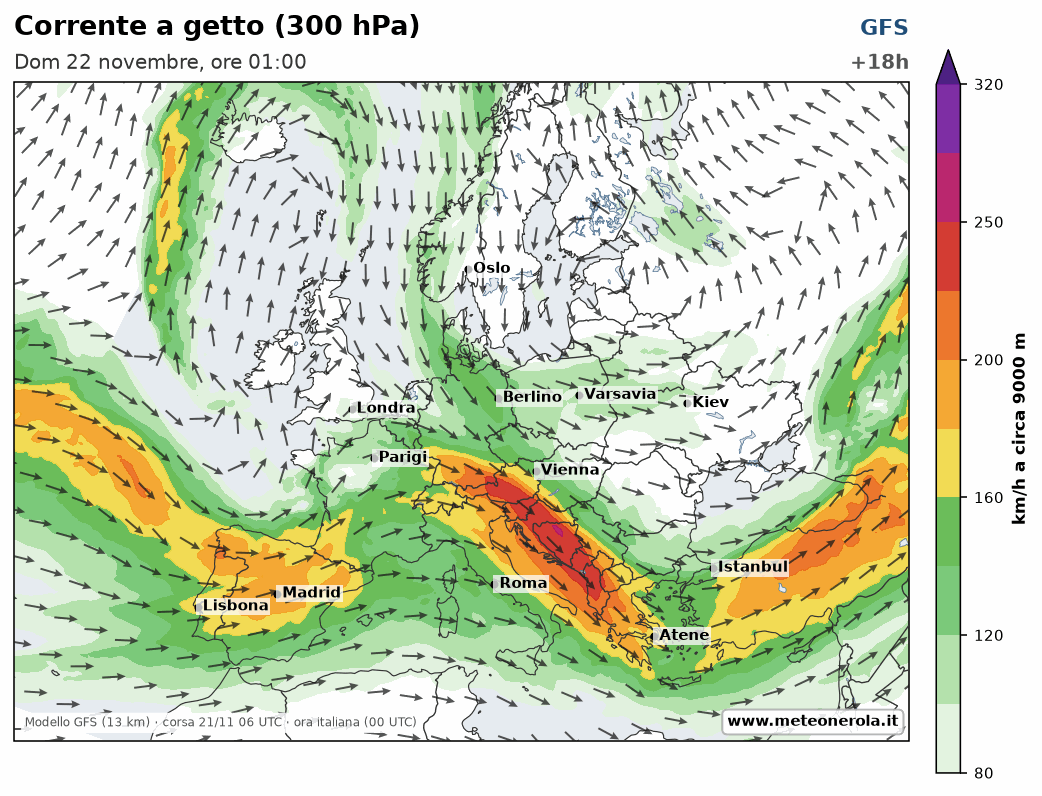 Corrente a getto (300 hPa)
GFS
Dom 22 novembre, ore 01:00
+18h
320
250
200
160
120
80
km/h a circa 9000 m
Oslo
Berlino
Varsavia
Kiev
Londra
Parigi
Vienna
Istanbul
Roma
Madrid
Lisbona
Atene
Modello GFS (13 km) · corsa 21/11 06 UTC · ora italiana (00 UTC)
www.meteonerola.it